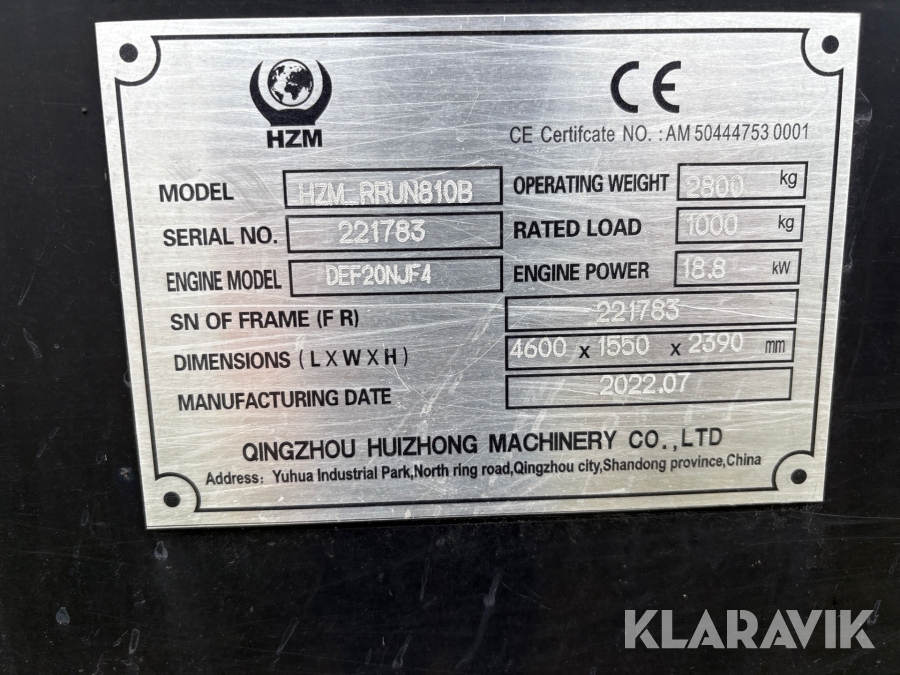 HZM
CE
CE Certifcate NO. :AM 50444753 0001
MODEL HZM_RRUN810B
OPERATING WEIGHT 2800 kg
SERIAL NO. 221783
RATED LOAD 1000 kg
ENGINE MODEL DEF20NJF4
ENGINE POWER 18.8 kW
SN OF FRAME (F R) 221783
DIMENSIONS (LXWXH) 4600 x 1550 x 2390 mm
MANUFACTURING DATE 2022.07
QINGZHOU HUIZHONG MACHINERY CO.,LTD
Address: Yuhua Industrial Park,North ring road,Qingzhou city,Shandong province,China
KLARAVIK